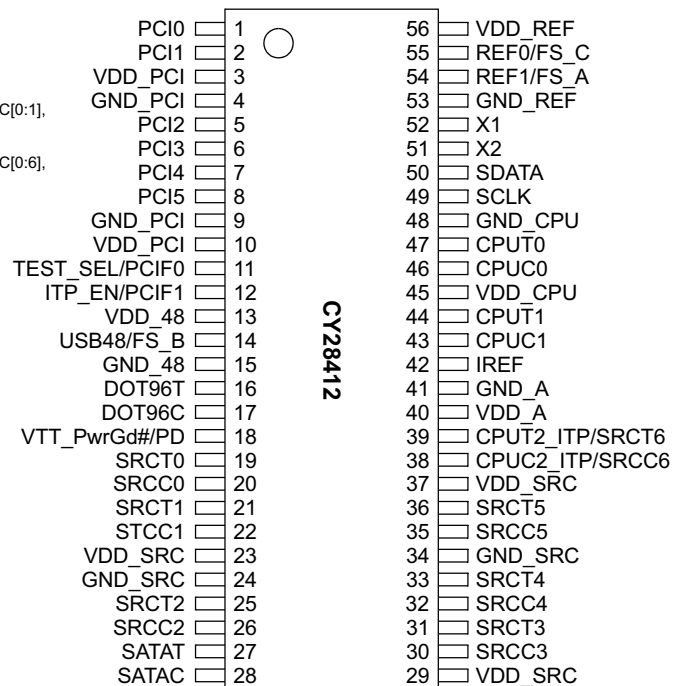 PCI0 1 56 VDD_REF
PCI1 2 55 REF0/FS_C
VDD_PCI 3 54 REF1/FS_A
GND_PCI 4 53 GND_REF
C[0:1],
PCI2 5 52 X1
PCI3 6 51 X2
C[0:6],
PCI4 7 50 SDATA
PCI5 8 49 SCLK
GND_PCI 9 48 GND_CPU
VDD_PCI 10 47 CPUT0
TEST_SEL/PCIF0 11 46 CPUC0
ITP_EN/PCIF1 12 45 VDD_CPU
VDD_48 13 44 CPUT1
USB48/FS_B 14 43 CPUC1
GND_48 15 42 IREF
DOT96T 16 41 GND_A
DOT96C 17 40 VDD_A
VTT_PwrGd#/PD 18 39 CPUT2_ITP/SRCT6
SRCT0 19 38 CPUC2_ITP/SRCC6
SRCC0 20 37 VDD_SRC
SRCT1 21 36 SRCT5
STCC1 22 35 SRCC5
VDD_SRC 23 34 GND_SRC
GND_SRC 24 33 SRCT4
SRCT2 25 32 SRCC4
SRCC2 26 31 SRCT3
SATAT 27 30 SRCC3
SATAC 28 29 VDD_SRC
CY28412